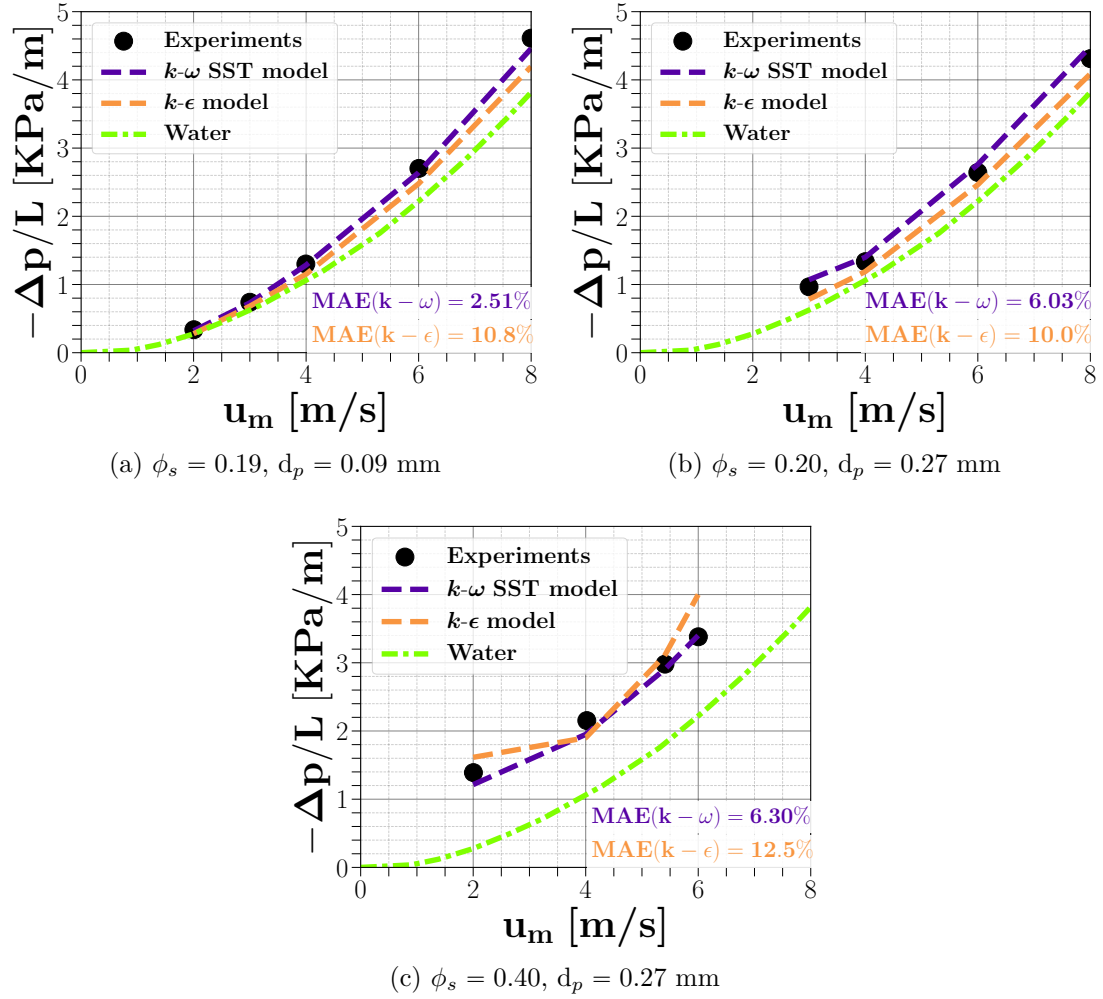 5
4
3
2
1
0
−Δp/L [KPa/m]
Experiments
k-ω SST model
k-ϵ model
Water
MAE(k − ω) = 2.51%
MAE(k − ϵ) = 10.8%
0 2 4 6 8
u_m [m/s]
(a) ϕ_s = 0.19, d_p = 0.09 mm
5
4
3
2
1
0
−Δp/L [KPa/m]
Experiments
k-ω SST model
k-ϵ model
Water
MAE(k − ω) = 6.03%
MAE(k − ϵ) = 10.0%
0 2 4 6 8
u_m [m/s]
(b) ϕ_s = 0.20, d_p = 0.27 mm
5
4
3
2
1
0
−Δp/L [KPa/m]
Experiments
k-ω SST model
k-ϵ model
Water
MAE(k − ω) = 6.30%
MAE(k − ϵ) = 12.5%
0 2 4 6 8
u_m [m/s]
(c) ϕ_s = 0.40, d_p = 0.27 mm